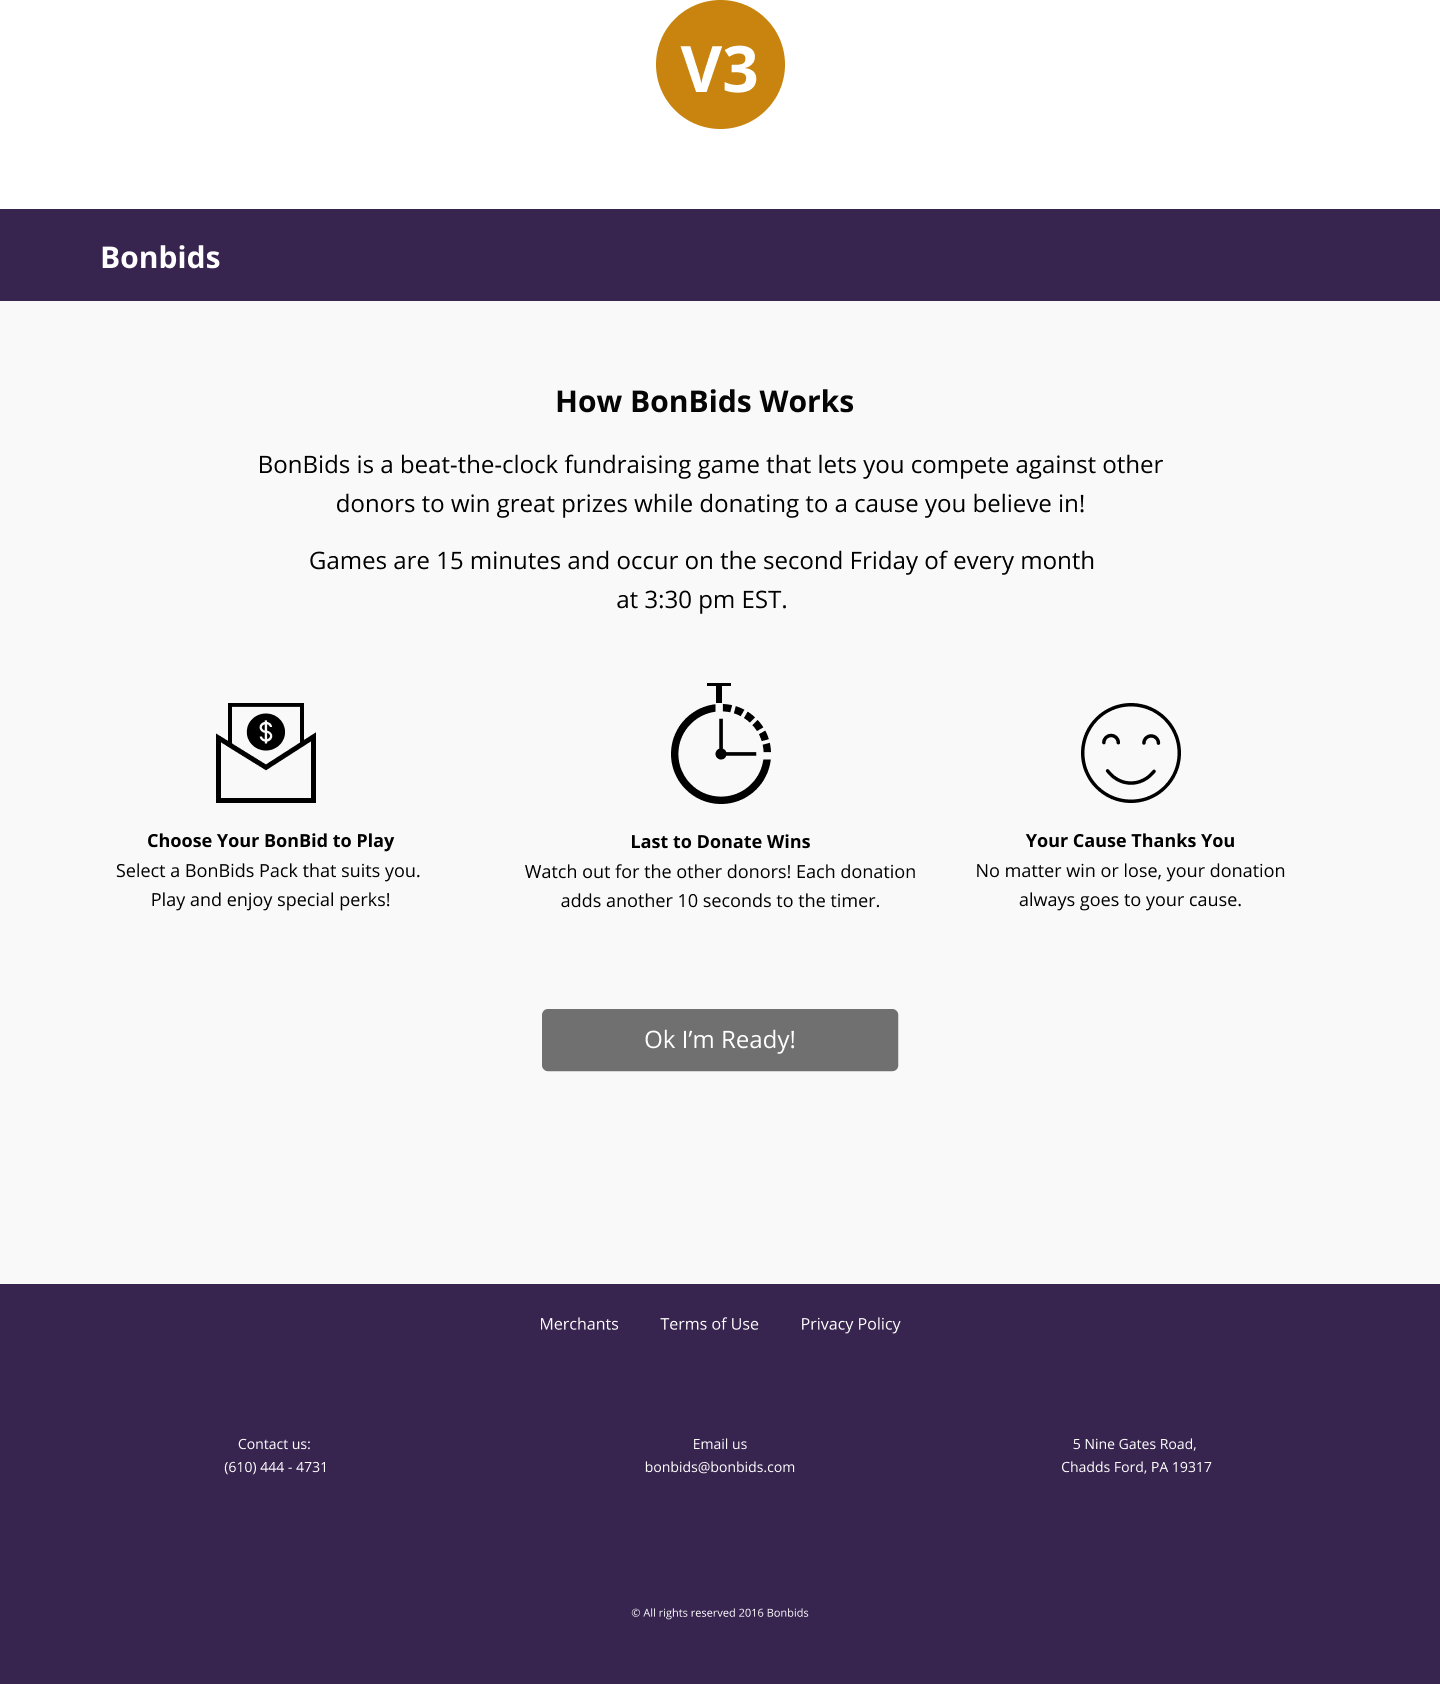 V3
Bonbids
How BonBids Works
BonBids is a beat-the-clock fundraising game that lets you compete against other
donors to win great prizes while donating to a cause you believe in!
Games are 15 minutes and occur on the second Friday of every month
at 3:30 pm EST.
$
Choose Your BonBid to Play
Select a BonBids Pack that suits you.
Play and enjoy special perks!
Last to Donate Wins
Watch out for the other donors! Each donation
adds another 10 seconds to the timer.
Your Cause Thanks You
No matter win or lose, your donation
always goes to your cause.
Ok I’m Ready!
Merchants Terms of Use Privacy Policy
Contact us:
(610) 444 - 4731
Email us
bonbids@bonbids.com
5 Nine Gates Road,
Chadds Ford, PA 19317
© All rights reserved 2016 Bonbids